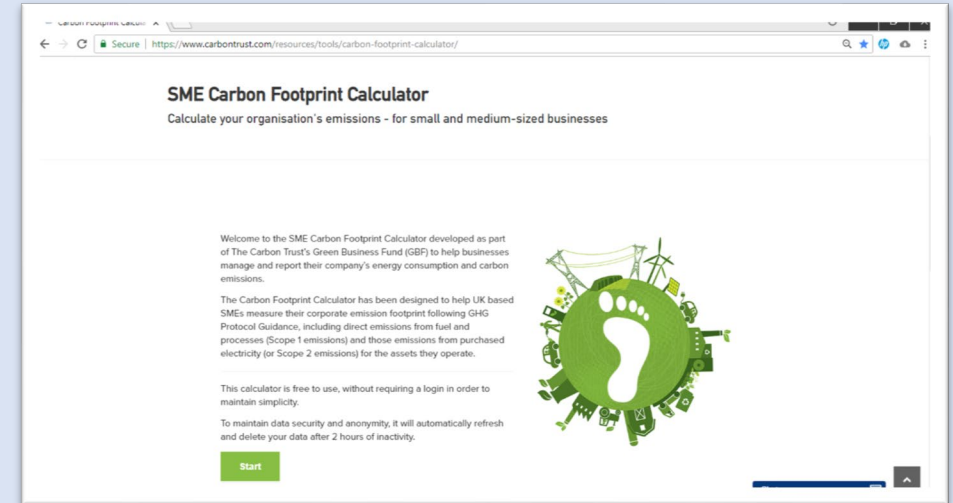 Secure | https://www.carbontrust.com/resources/tools/carbon-footprint-calculator/
SME Carbon Footprint Calculator
Calculate your organisation's emissions - for small and medium-sized businesses
Welcome to the SME Carbon Footprint Calculator developed as part
of The Carbon Trust's Green Business Fund (GBF) to help businesses
manage and report their company's energy consumption and carbon
emissions.
The Carbon Footprint Calculator has been designed to help UK based
SMEs measure their corporate emission footprint following GHG
Protocol Guidance, including direct emissions from fuel and
processes (Scope 1 emissions) and those emissions from purchased
electricity (or Scope 2 emissions) for the assets they operate.
This calculator is free to use, without requiring a login in order to
maintain simplicity.
To maintain data security and anonymity, it will automatically refresh
and delete your data after 2 hours of inactivity.
Start